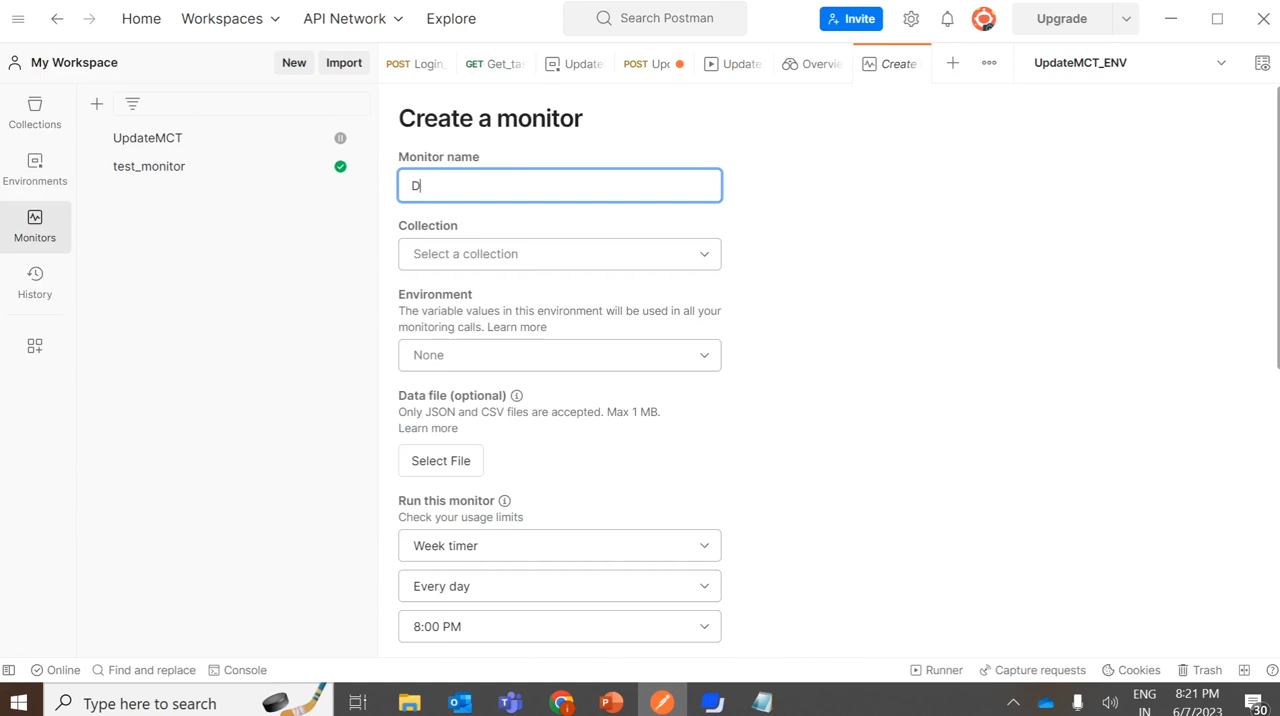 Home
Workspaces
API Network
Explore
Search Postman
Invite
Upgrade
My Workspace
New
Import
POST Login_
GET Get_tas
Update
POST Upd
Update
Overvie
Create
UpdateMCT_ENV
Collections
Environments
Monitors
History
UpdateMCT
test_monitor
Create a monitor
Monitor name
D
Collection
Select a collection
Environment
The variable values in this environment will be used in all your
monitoring calls. Learn more
None
Data file (optional)
Only JSON and CSV files are accepted. Max 1 MB.
Learn more
Select File
Run this monitor
Check your usage limits
Week timer
Every day
8:00 PM
Online
Find and replace
Console
Runner
Capture requests
Cookies
Trash
Type here to search
ENG
IN
8:21 PM
6/7/2023
30